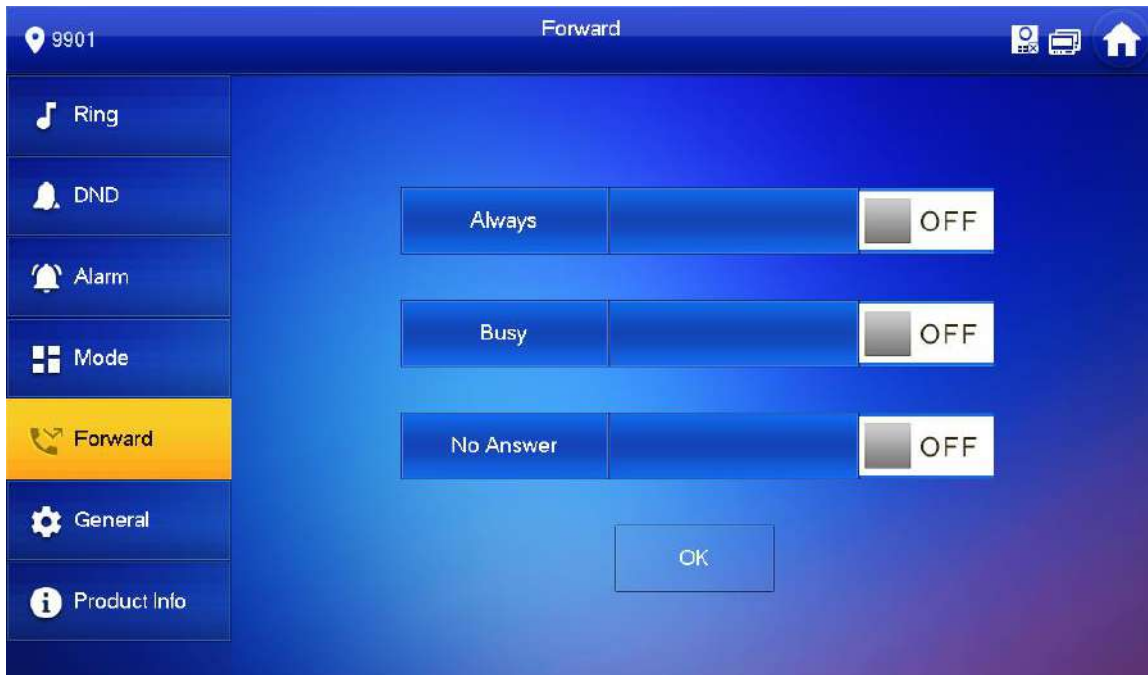 9901
Forward
Ring
DND
Alarm
Mode
Forward
General
Product Info
Always
OFF
Busy
OFF
No Answer
OFF
OK